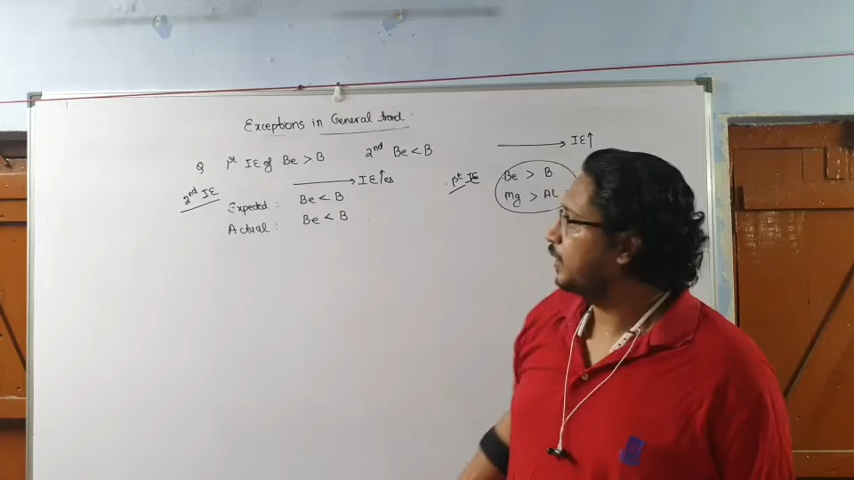 Exceptions in General trend.
Q 1st IE of Be > B 2nd Be < B
IE↑
2nd IE → IE↑es
Expected: Be < B
Actual: Be < B
1st IE Be > B
Mg > Al